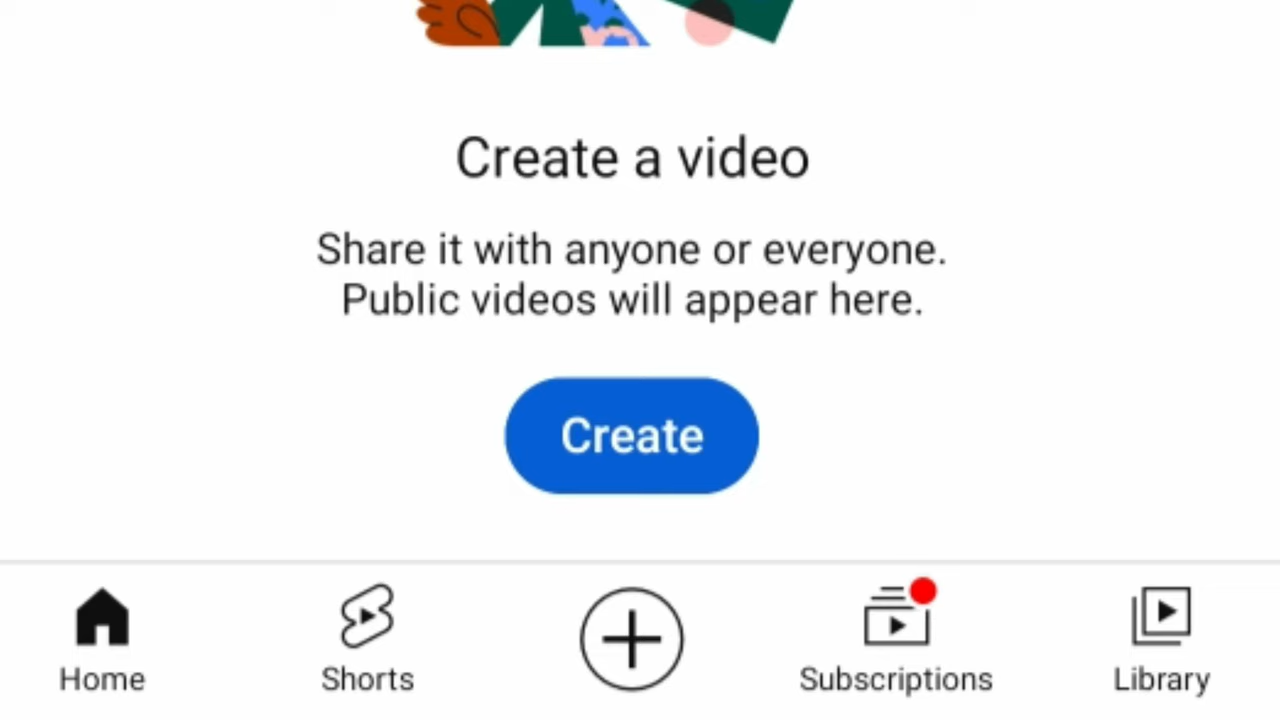 Create a video
Share it with anyone or everyone.
Public videos will appear here.
Create
Home
Shorts
Subscriptions
Library